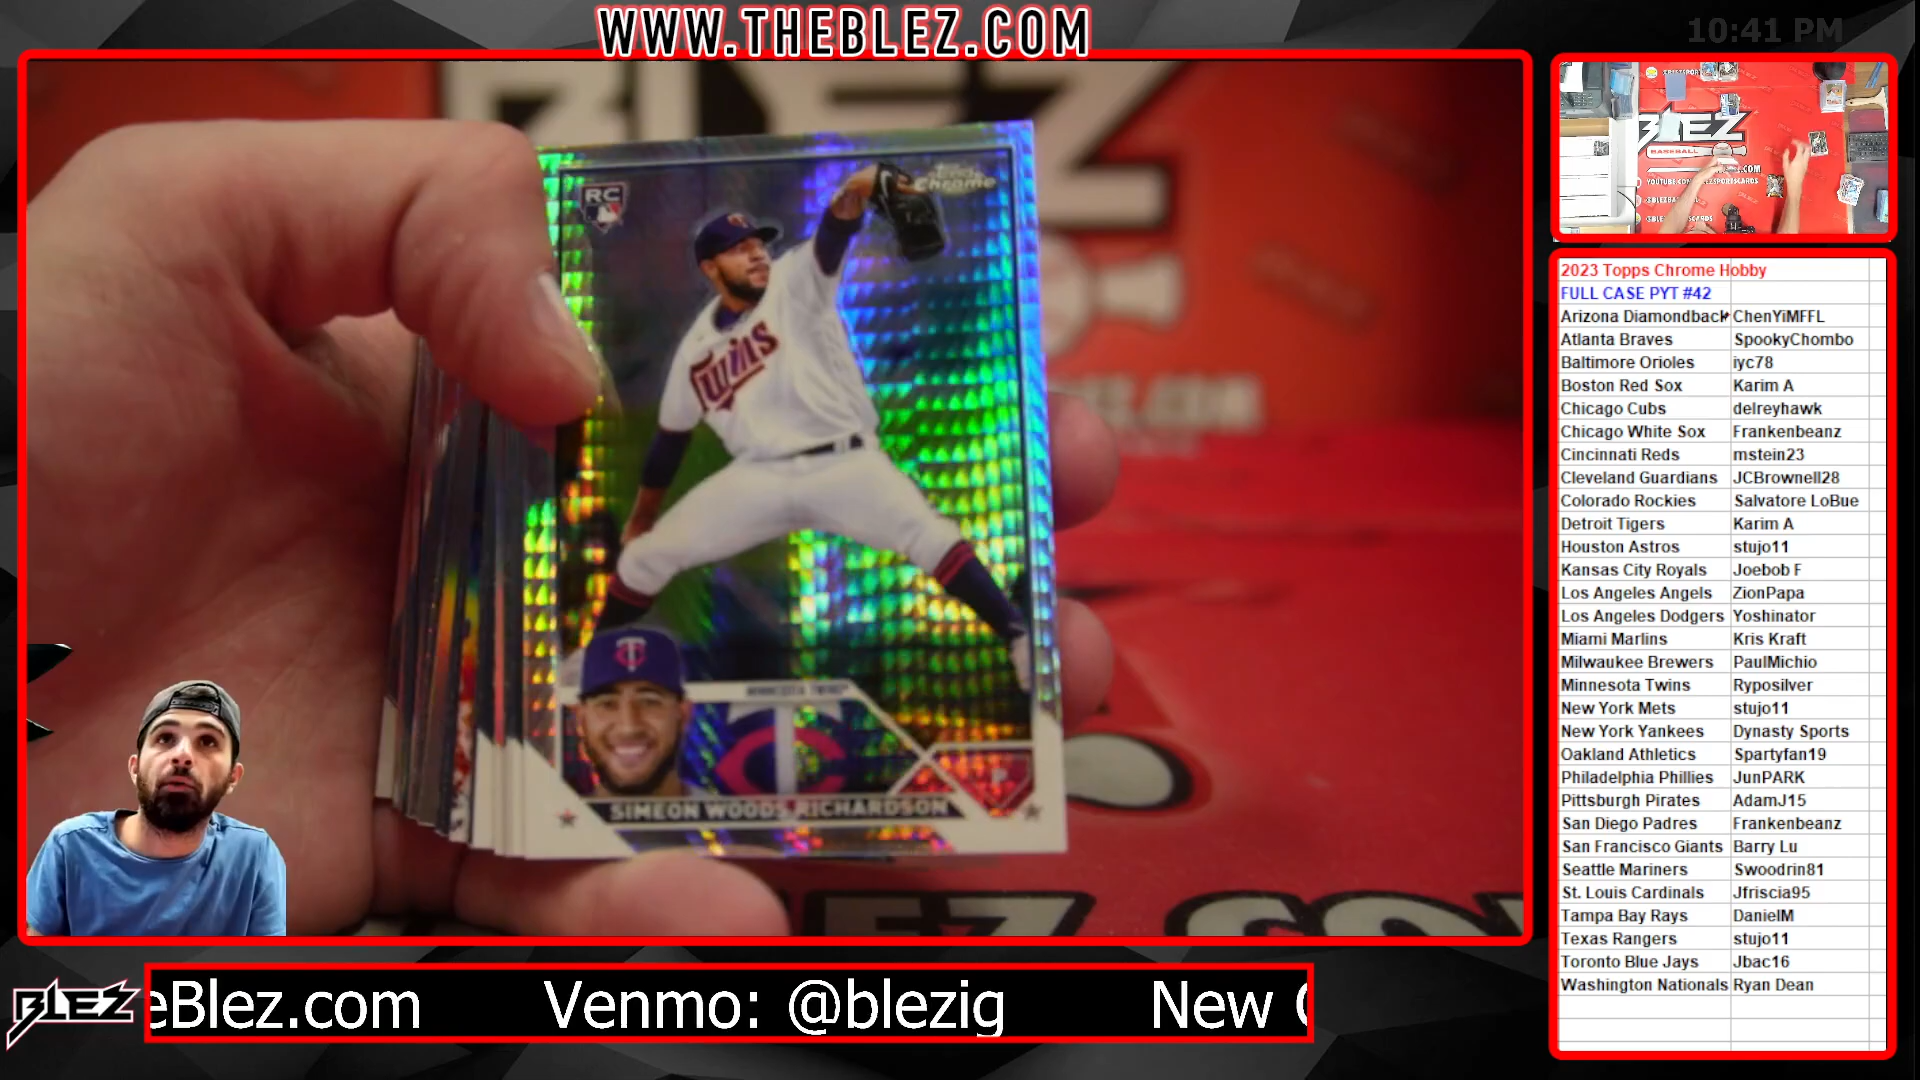 WWW.THEBLEZ.COM
10:41 PM
RC
Topps
Chrome
Twins
MINNESOTA TWINS
SIMEON WOODS RICHARDSON
P
BLEZ
BASEBALL
2023 Topps Chrome Hobby
FULL CASE PYT #42
Arizona Diamondback ChenYiMFFL
Atlanta Braves SpookyChombo
Baltimore Orioles iyc78
Boston Red Sox Karim A
Chicago Cubs delreyhawk
Chicago White Sox Frankenbeanz
Cincinnati Reds mstein23
Cleveland Guardians JCBrownell28
Colorado Rockies Salvatore LoBue
Detroit Tigers Karim A
Houston Astros stujo11
Kansas City Royals Joebob F
Los Angeles Angels ZionPapa
Los Angeles Dodgers Yoshinator
Miami Marlins Kris Kraft
Milwaukee Brewers PaulMichio
Minnesota Twins Ryposilver
New York Mets stujo11
New York Yankees Dynasty Sports
Oakland Athletics Spartyfan19
Philadelphia Phillies JunPARK
Pittsburgh Pirates AdamJ15
San Diego Padres Frankenbeanz
San Francisco Giants Barry Lu
Seattle Mariners Swoodrin81
St. Louis Cardinals Jfriscia95
Tampa Bay Rays DanielM
Texas Rangers stujo11
Toronto Blue Jays Jbac16
Washington Nationals Ryan Dean
BLEZ
eBlez.com Venmo: @blezig New